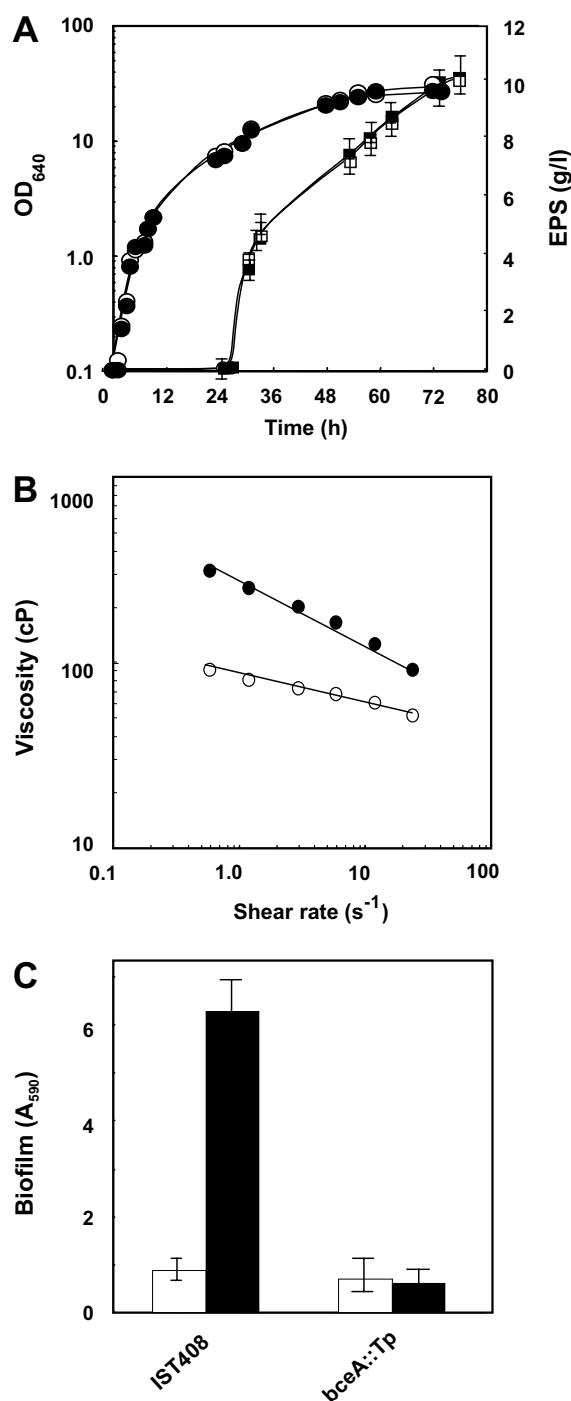 A
100
10
1.0
0.1
OD640
12
10
8
6
4
2
0
EPS (g/l)
0 12 24 36 48 60 72 80
Time (h)
B
1000
100
10
Viscosity (cP)
0.1 1.0 10 100
Shear rate (s-1)
C
6
4
2
0
Biofilm (A590)
IST408
bceA::Tp